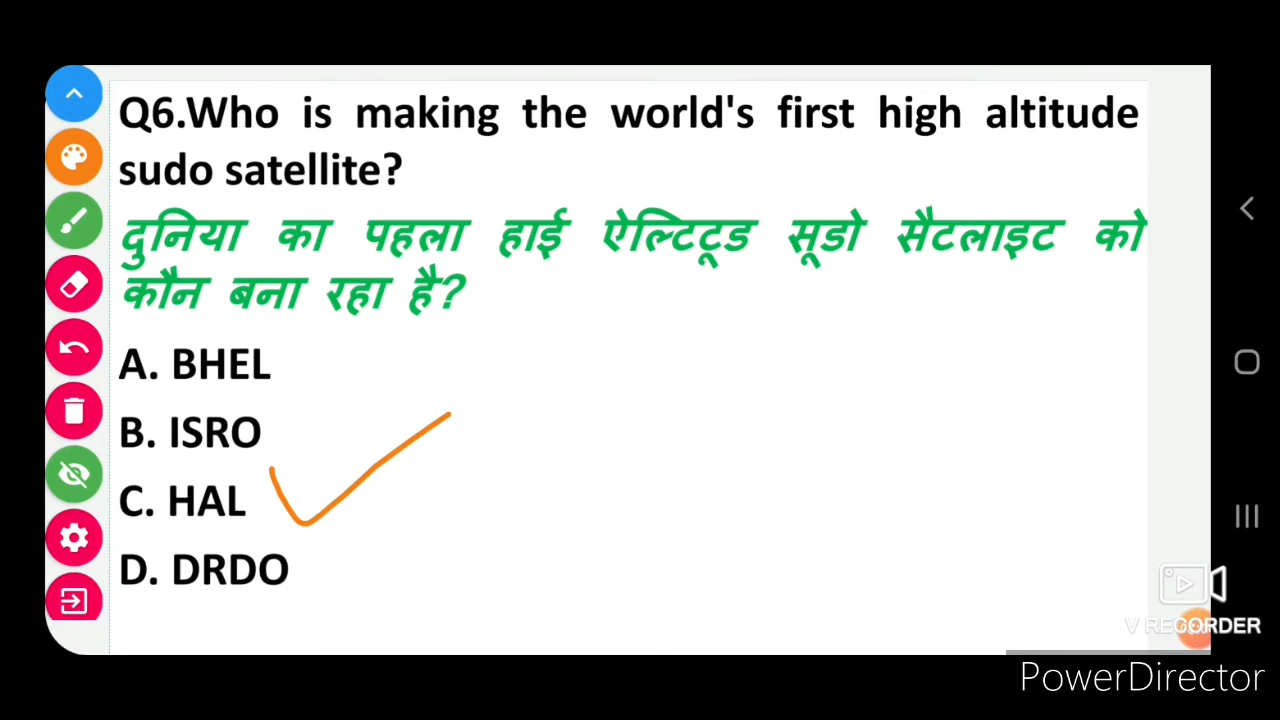 Q6.Who is making the world's first high altitude
sudo satellite?
दुनिया का पहला हाई ऐल्टिटूड सूडो सैटलाइट को
कौन बना रहा है?
A. BHEL
B. ISRO
C. HAL
D. DRDO
V RECORDER
PowerDirector